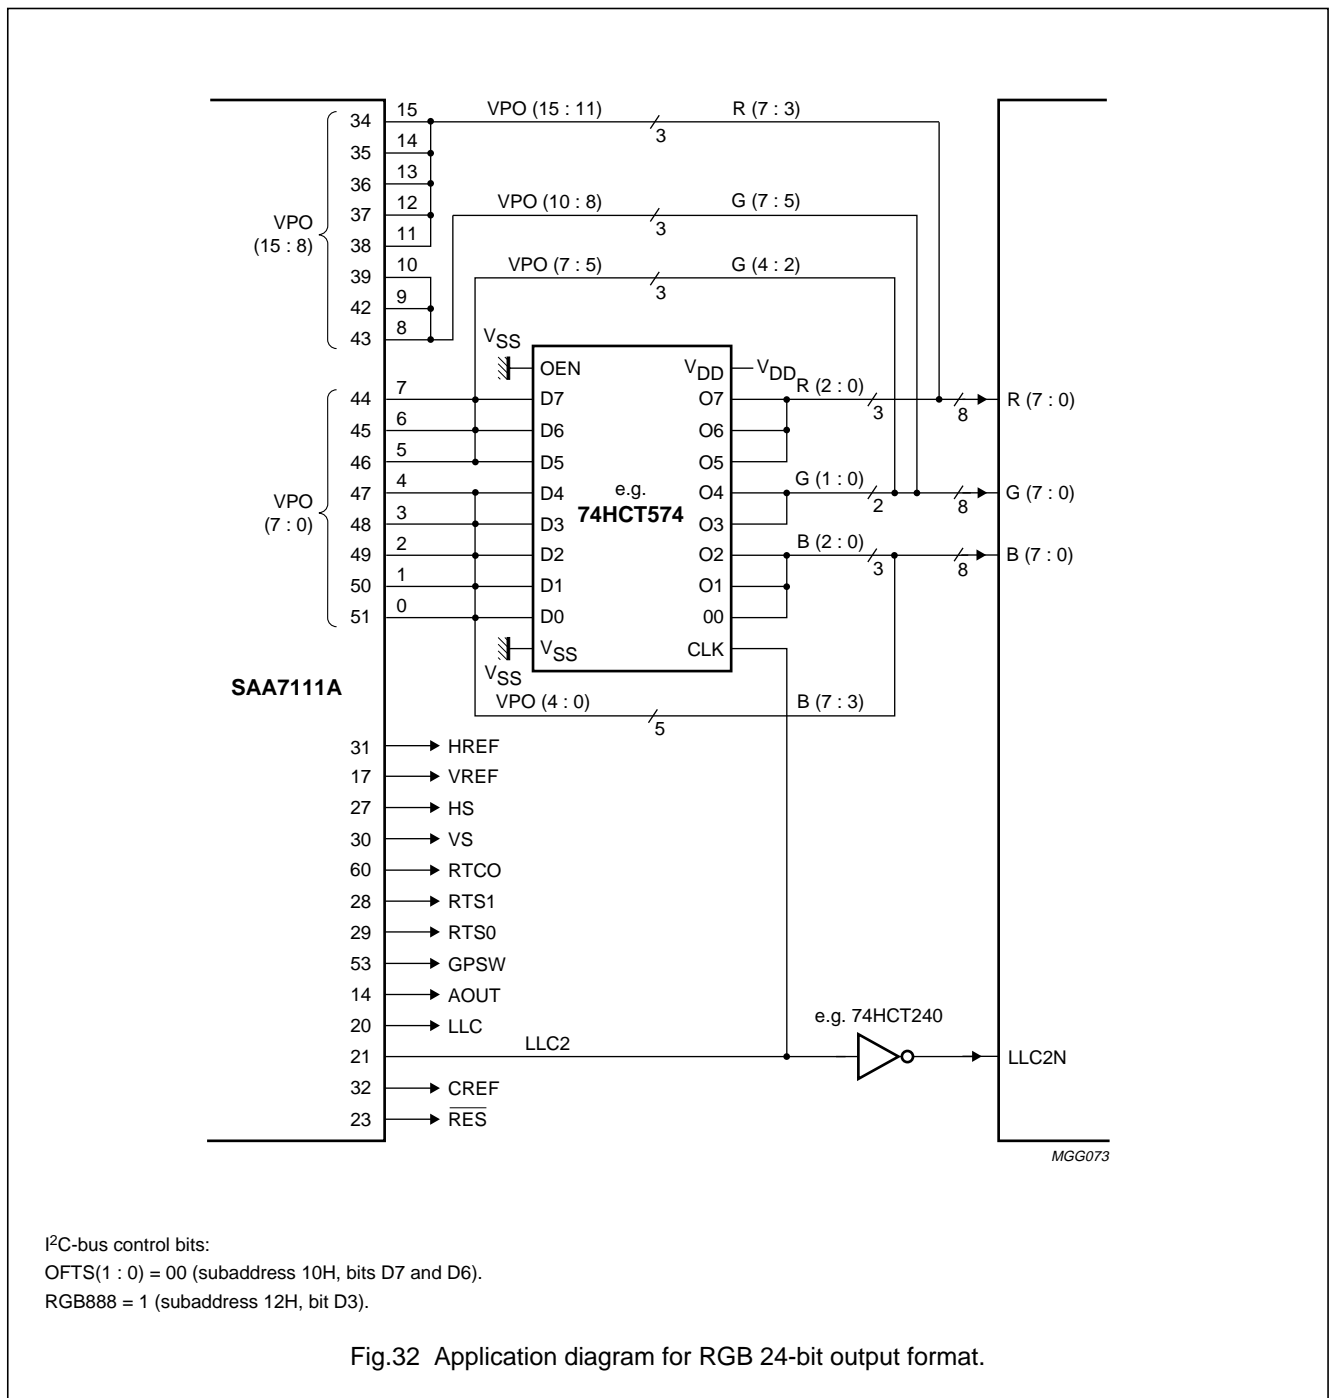 15
VPO (15 : 11)
R (7 : 3)
34
3
14
35
13
36
12
VPO (10 : 8)
G (7 : 5)
37
3
VPO
(15 : 8)
11
38
10
VPO (7 : 5)
G (4 : 2)
39
3
9
42
8
43
VSS
OEN
VDD
VDD
7
R (2 : 0)
44
D7
O7
3
8
R (7 : 0)
6
45
D6
O6
5
46
D5
O5
4
e.g.
G (1 : 0)
47
D4
O4
2
8
G (7 : 0)
VPO
(7 : 0)
3
74HCT574
48
D3
O3
2
B (2 : 0)
49
D2
O2
3
8
B (7 : 0)
1
50
D1
O1
0
51
D0
00
VSS
CLK
VSS
SAA7111A
VPO (4 : 0)
B (7 : 3)
5
31 HREF
17 VREF
27 HS
30 VS
60 RTCO
28 RTS1
29 RTS0
53 GPSW
14 AOUT
e.g. 74HCT240
20 LLC
LLC2
21
LLC2N
32 CREF
23 R̅E̅S̅
MGG073
I2C-bus control bits:
OFTS(1 : 0) = 00 (subaddress 10H, bits D7 and D6).
RGB888 = 1 (subaddress 12H, bit D3).
Fig.32 Application diagram for RGB 24-bit output format.